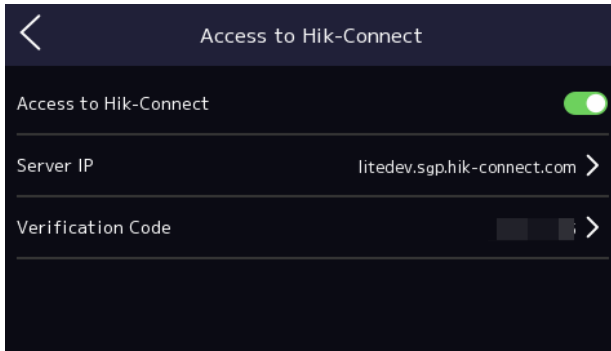 Access to Hik-Connect
Access to Hik-Connect
Server IP litedev.sgp.hik-connect.com
Verification Code